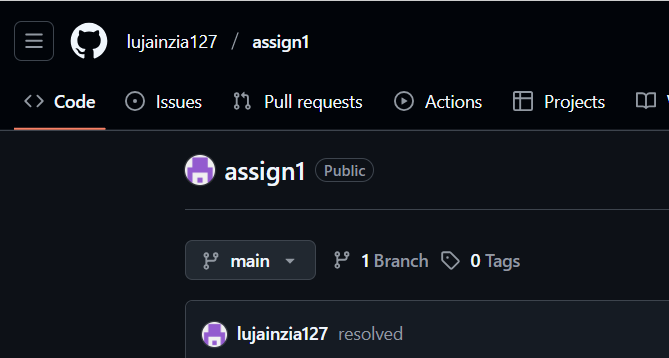 lujainzia127 / assign1
Code Issues Pull requests Actions Projects
assign1 Public
main 1 Branch 0 Tags
lujainzia127 resolved